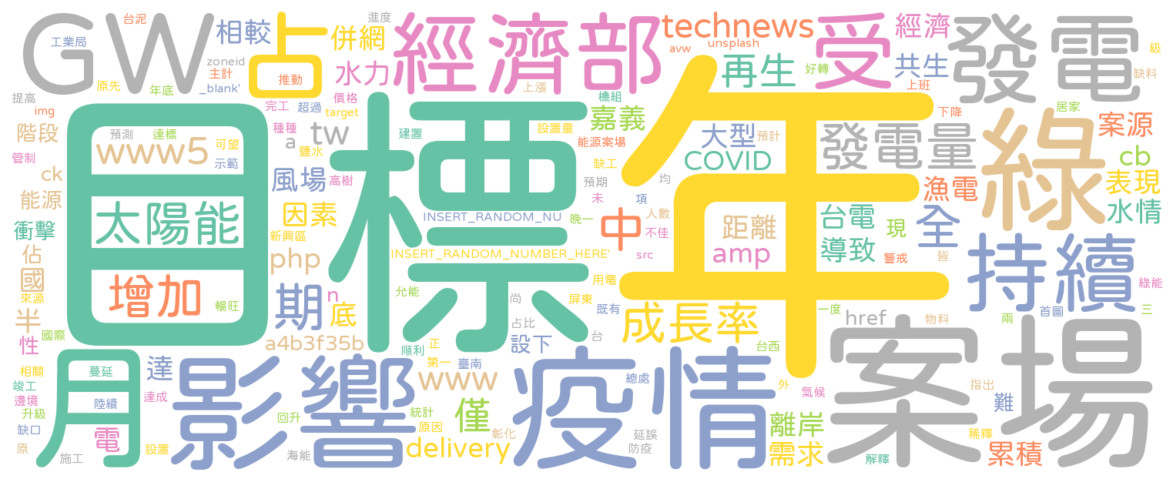 GW
占
經濟部
受
發電
目標
年
綠
案場
持續
月
影響
疫情
太陽能
增加
期
成長率
中
全
發電量
technews
經濟
相較
併網
水力
再生
共生
嘉義
大型
COVID
案源
漁電
表現
水情
cb
台電
導致
現
距離
amp
風場
因素
tw
a
www5
php
底
n
a4b3f35b
www
delivery
僅
設下
離岸
需求
累積
難
href
達
電
性
半
國
佔
衝擊
能源
ck
階段
台泥
進度
工業局
zoneid
主計
_blank'
推動
原先
年底
提高
img
管制
預測
達標
可望
示範
完工
超過
價格
target
種種
鹽水
高樹
新興區
上漲
機組
建置
設置量
能源案場
缺工
預期
未
均
項
預計
avw
unsplash
好轉
上班
下降
居家
級
缺料
INSERT_RANDOM_NU
INSERT_RANDOM_NUMBER_HERE'
晚一
人數
不佳
src
用電
屏東
既有
允能
尚
占比
台
順利
正
第一
臺南
警戒
皆
綠能
首圖
三
兩
一度
物料
台西
外
氣候
指出
稀釋
解釋
總處
延誤
防疫
彰化
統計
原因
回升
海能
設置
達成
陸續
蔓延
國際
暢旺
來源
相關
竣工
邊境
升級
缺口
原
施工